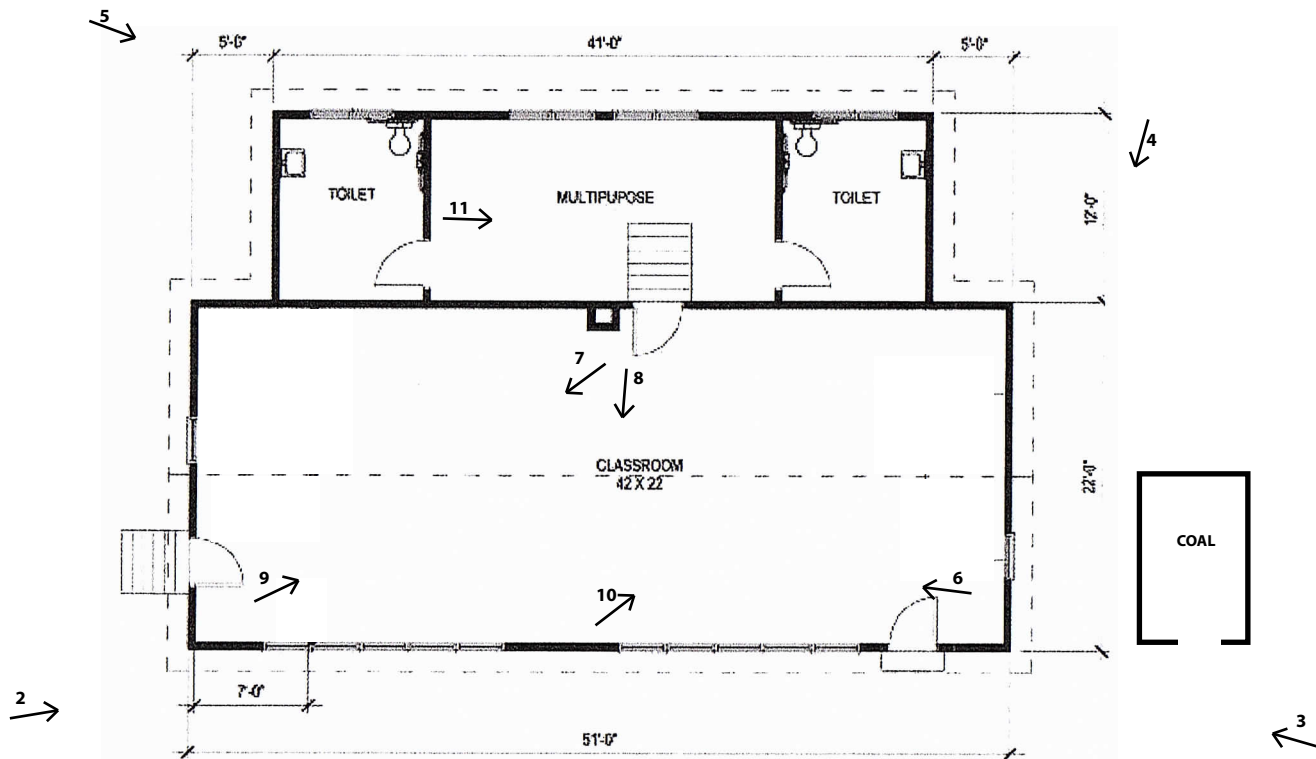 5
5'-0"
41'-0"
5'-0"
4
TOILET
MULTIPUPOSE
TOILET
11
12'-0"
7
8
CLASSROOM
42 X 22
22'-0"
COAL
9
10
6
2
7'-0"
3
51'-0"